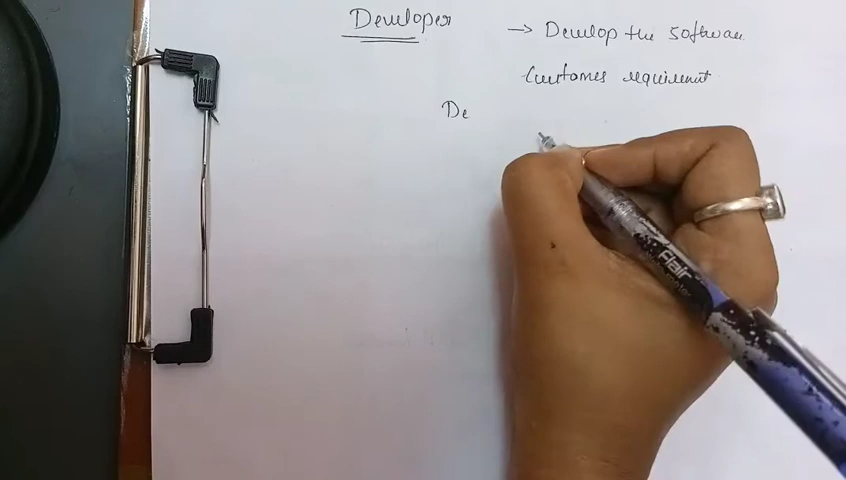 Developer
→ Develop the software
Customer requirement
De
Flair